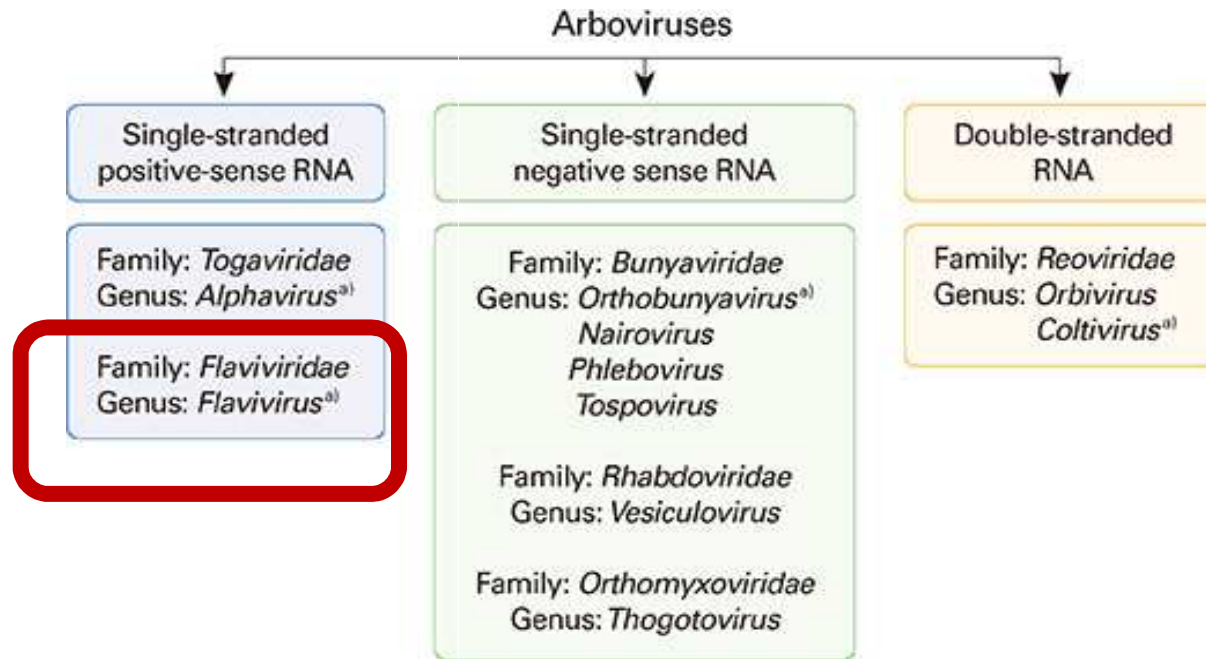 Arboviruses
Single-stranded
positive-sense RNA
Family: Togaviridae
Genus: Alphavirusᵃ⁾
Family: Flaviviridae
Genus: Flavivirusᵃ⁾
Single-stranded
negative sense RNA
Family: Bunyaviridae
Genus: Orthobunyavirusᵃ⁾
Nairovirus
Phlebovirus
Tospovirus
Family: Rhabdoviridae
Genus: Vesiculovirus
Family: Orthomyxoviridae
Genus: Thogotovirus
Double-stranded
RNA
Family: Reoviridae
Genus: Orbivirus
Coltivirusᵃ⁾